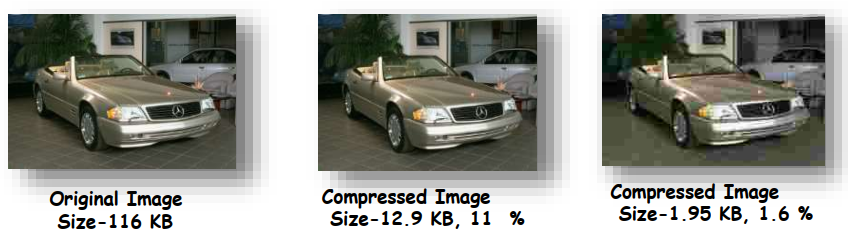 Original Image
Size-116 KB
Compressed Image
Size-12.9 KB, 11 %
Compressed Image
Size-1.95 KB, 1.6 %